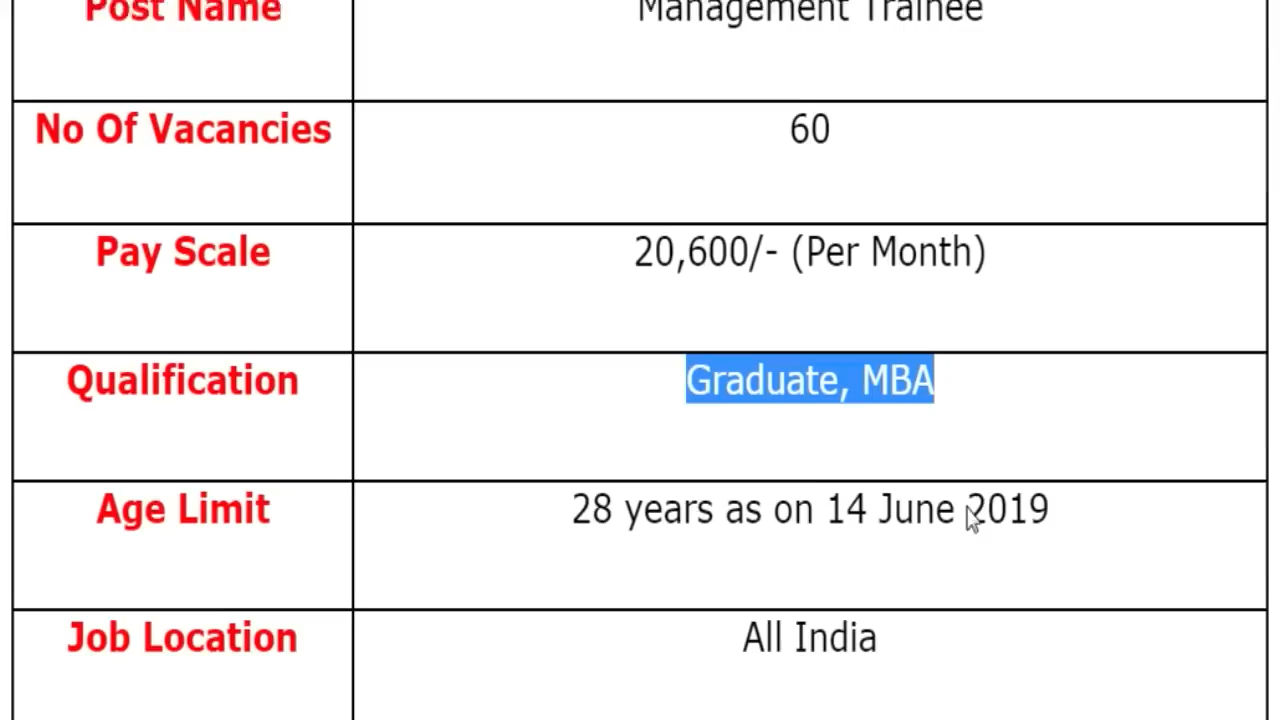 Post Name Management Trainee
No Of Vacancies 60
Pay Scale 20,600/- (Per Month)
Qualification Graduate, MBA
Age Limit 28 years as on 14 June 2019
Job Location All India